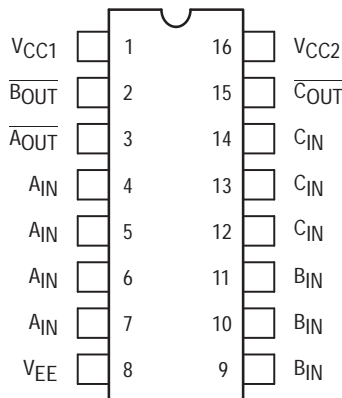 VCC1 1 16 VCC2
BOUT 2 15 COUT
AOUT 3 14 CIN
AIN 4 13 CIN
AIN 5 12 CIN
AIN 6 11 BIN
AIN 7 10 BIN
VEE 8 9 BIN